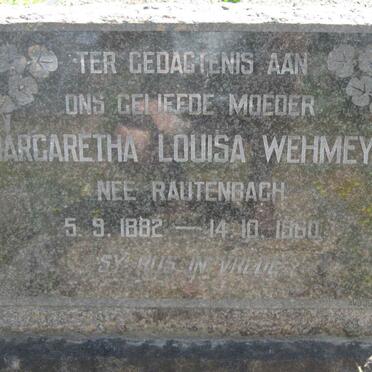 TER GEDAGTENIS AAN
ONS GELIEFDE MOEDER
MARGARETHA LOUISA WEHMEY
NEE RAUTENBACH
5.9.1882 — 14.10.1960
SY RUS IN VREDE